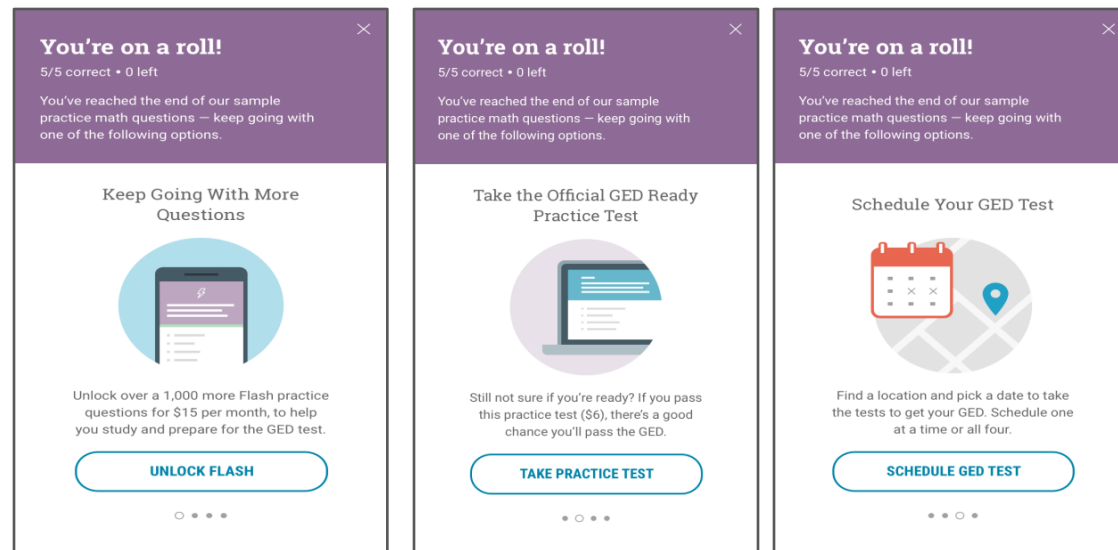 You’re on a roll!
5/5 correct • 0 left
You’ve reached the end of our sample
practice math questions — keep going with
one of the following options.
Keep Going With More
Questions
Unlock over a 1,000 more Flash practice
questions for $15 per month, to help
you study and prepare for the GED test.
UNLOCK FLASH
You’re on a roll!
5/5 correct • 0 left
You’ve reached the end of our sample
practice math questions — keep going with
one of the following options.
Take the Official GED Ready
Practice Test
Still not sure if you’re ready? If you pass
this practice test ($6), there’s a good
chance you’ll pass the GED.
TAKE PRACTICE TEST
You’re on a roll!
5/5 correct • 0 left
You’ve reached the end of our sample
practice math questions — keep going with
one of the following options.
Schedule Your GED Test
Find a location and pick a date to take
the tests to get your GED. Schedule one
at a time or all four.
SCHEDULE GED TEST